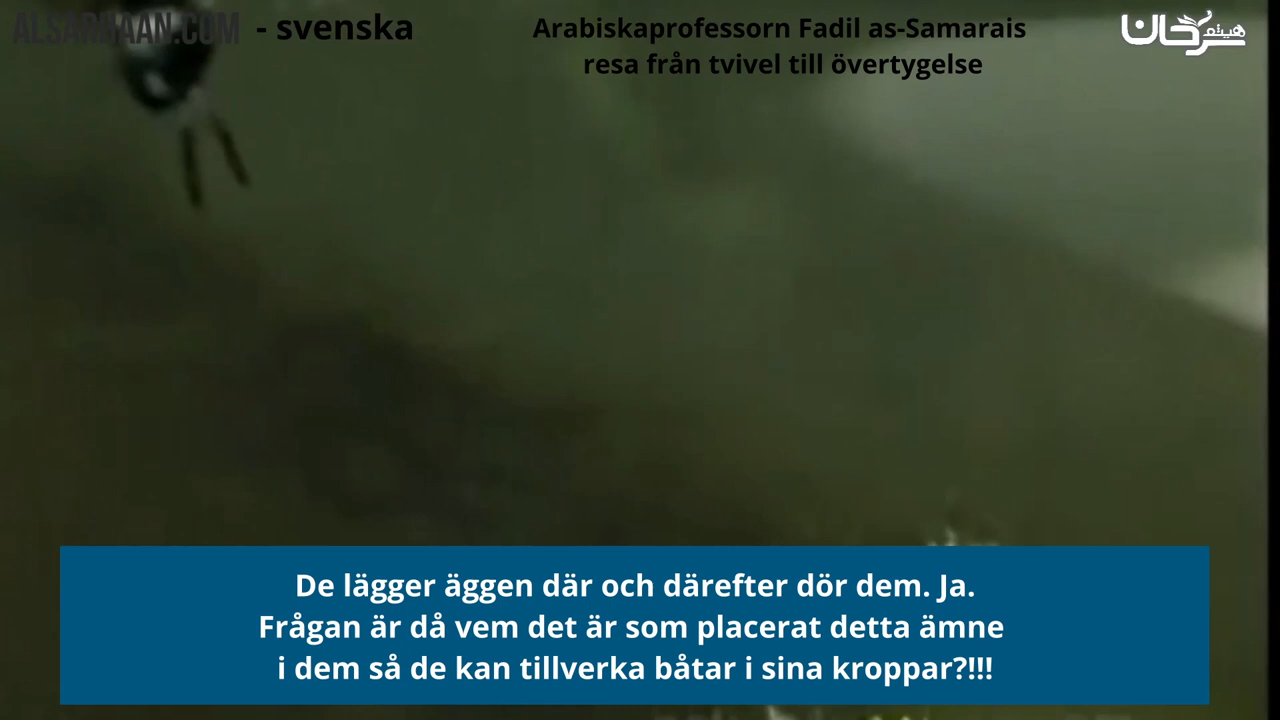 ALSARHAAN.COM - svenska
Arabiskaprofessorn Fadil as-Samarais
resa från tvivel till övertygelse
هيثم
سرحان
De lägger äggen där och därefter dör dem. Ja.
Frågan är då vem det är som placerat detta ämne
i dem så de kan tillverka båtar i sina kroppar?!!!